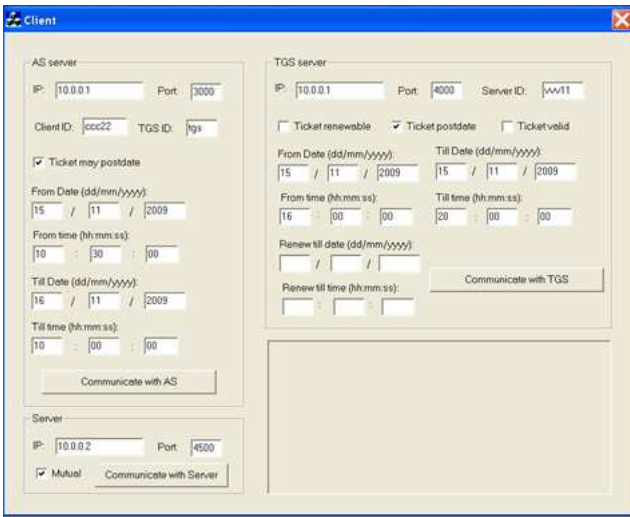 Client
AS server
IP: 10.0.0.1 Port: 3000
Client ID: ccc22 TGS ID: tgs
Ticket may postdate
From Date (dd/mm/yyyy):
15 / 11 / 2009
From time (hh:mm:ss):
10 : 30 : 00
Till Date (dd/mm/yyyy):
16 / 11 / 2009
Till time (hh:mm:ss):
10 : 00 : 00
Communicate with AS
Server
IP: 10.0.0.2 Port: 4500
Mutual Communicate with Server
TGS server
IP: 10.0.0.1 Port: 4000 Server ID: vvv11
Ticket renewable Ticket postdate Ticket valid
From Date (dd/mm/yyyy): Till Date (dd/mm/yyyy):
15 / 11 / 2009 15 / 11 / 2009
From time (hh:mm:ss): Till time (hh:mm:ss):
16 : 00 : 00 20 : 00 : 00
Renew till date (dd/mm/yyyy):
/ /
Renew till time (hh:mm:ss):
: :
Communicate with TGS